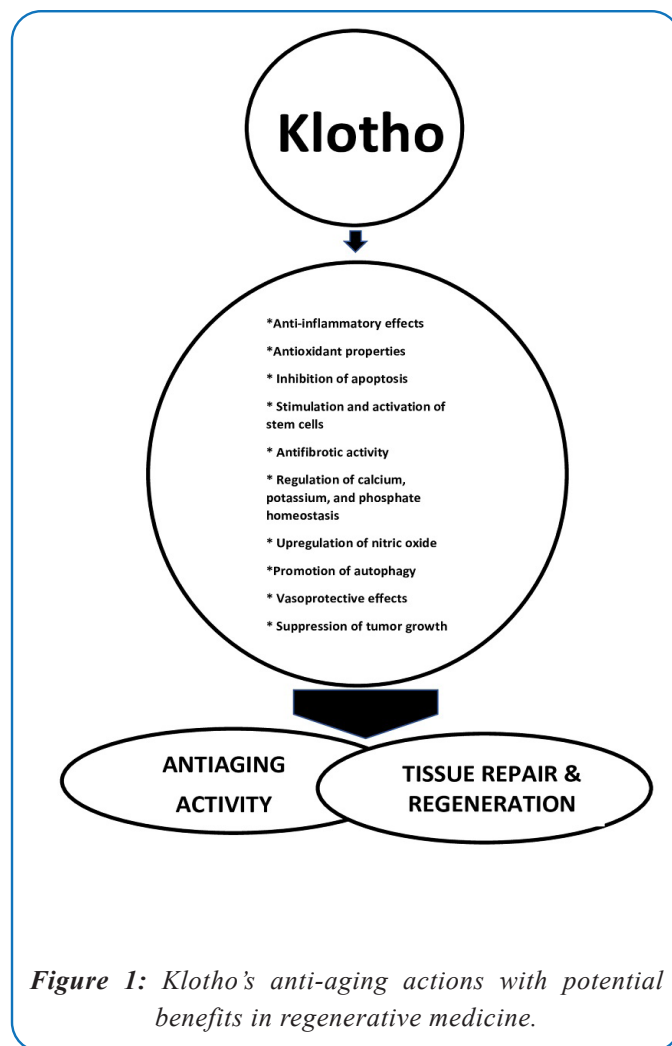 Klotho
*Anti-inflammatory effects
*Antioxidant properties
* Inhibition of apoptosis
* Stimulation and activation of
stem cells
* Antifibrotic activity
* Regulation of calcium,
potassium, and phosphate
homeostasis
* Upregulation of nitric oxide
*Promotion of autophagy
* Vasoprotective effects
* Suppression of tumor growth
ANTIAGING
ACTIVITY
TISSUE REPAIR &
REGENERATION
Figure 1: Klotho’s anti-aging actions with potential
benefits in regenerative medicine.